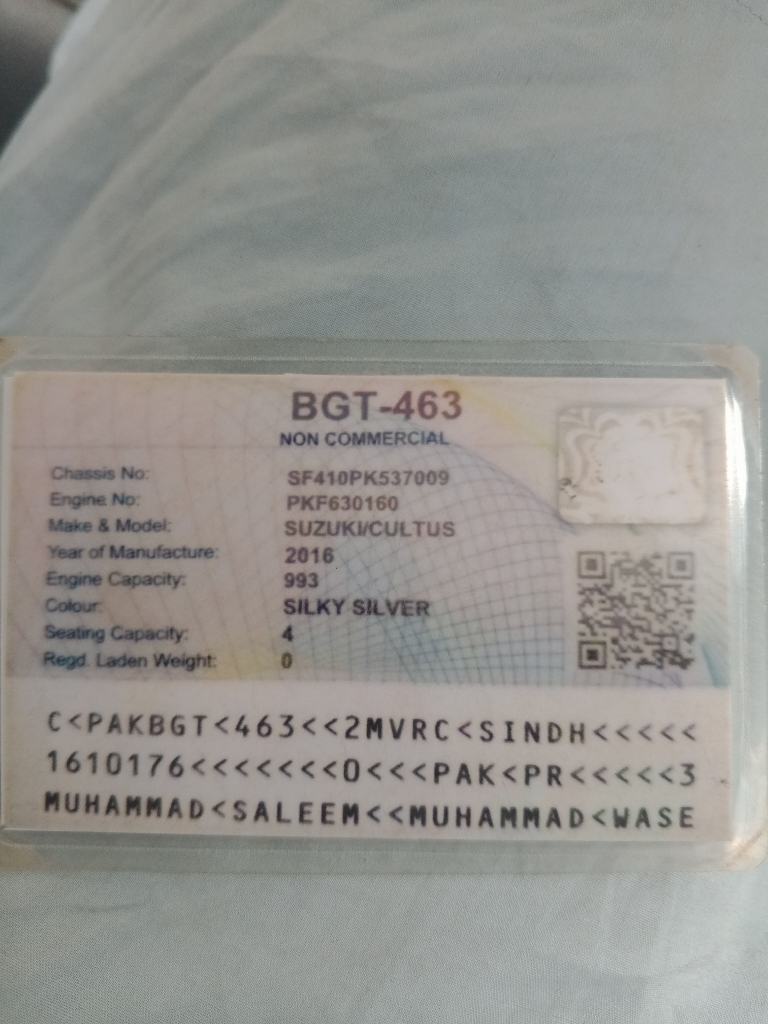 BGT-463
NON COMMERCIAL
Chassis No: SF410PK537009
Engine No: PKF630160
Make & Model: SUZUKI/CULTUS
Year of Manufacture: 2016
Engine Capacity: 993
Colour: SILKY SILVER
Seating Capacity: 4
Regd. Laden Weight: 0
C<PAKBGT<463<<2MVRC<SINDH<<<<<
1610176<<<<<<<0<<<PAK<PR<<<<<3
MUHAMMAD<SALEEM<<MUHAMMAD<WASE